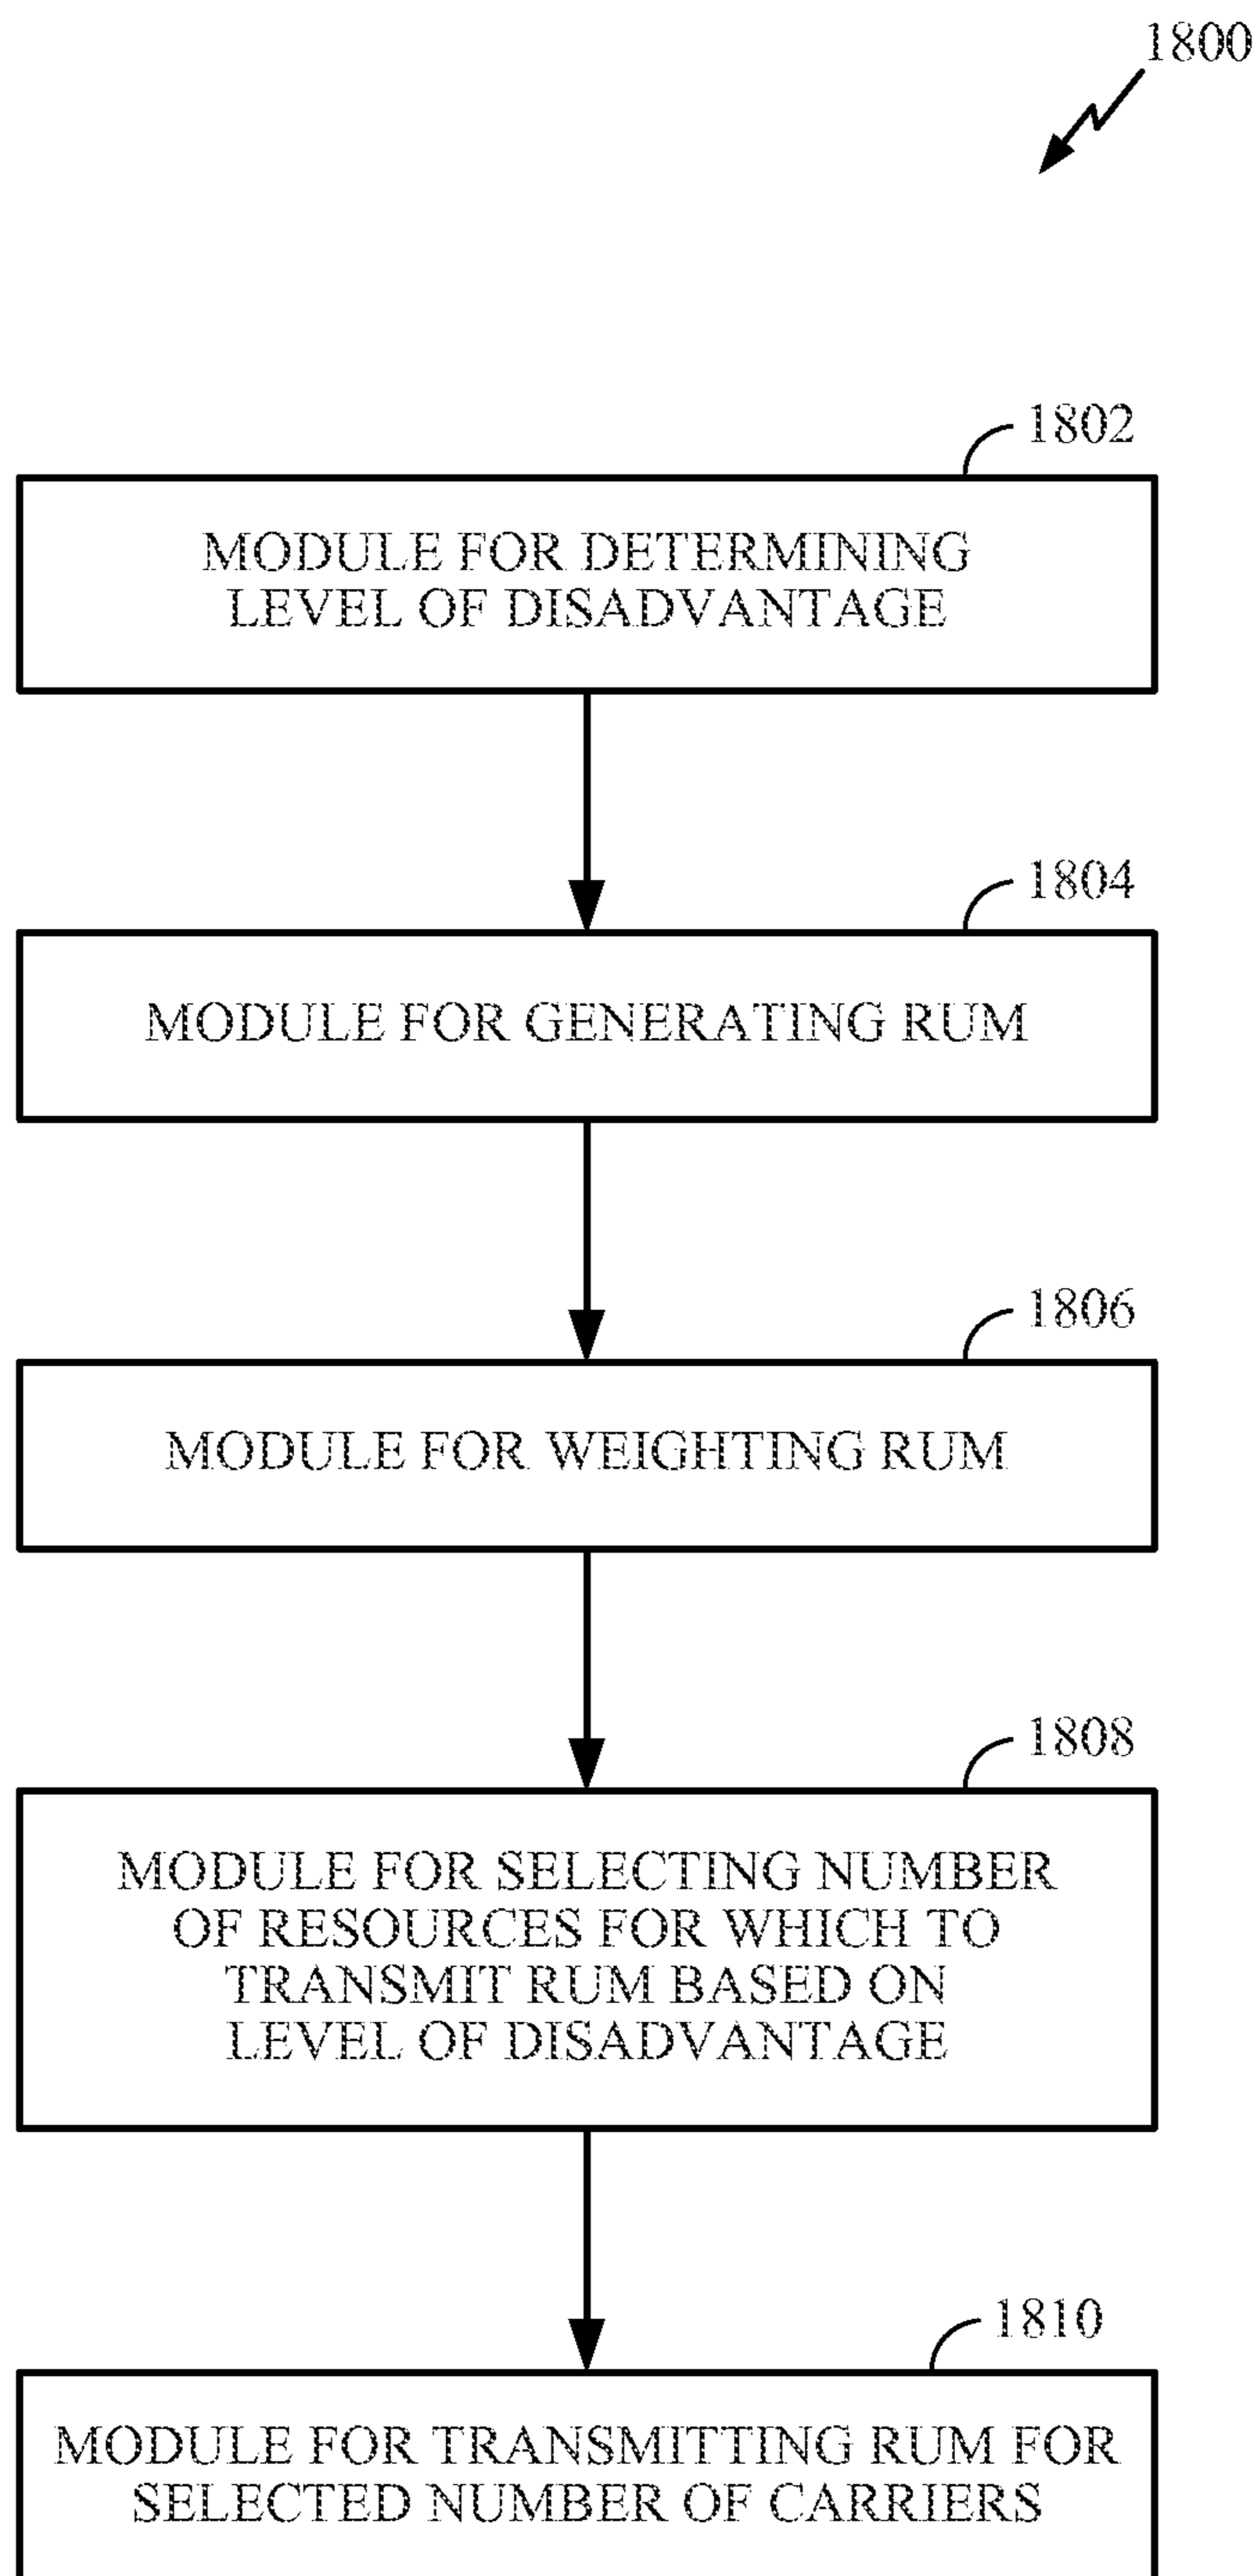 1800
1802
MODULE FOR DETERMINING
LEVEL OF DISADVANTAGE
1804
MODULE FOR GENERATING RUM
1806
MODULE FOR WEIGHTING RUM
1808
MODULE FOR SELECTING NUMBER
OF RESOURCES FOR WHICH TO
TRANSMIT RUM BASED ON
LEVEL OF DISADVANTAGE
1810
MODULE FOR TRANSMITTING RUM FOR
SELECTED NUMBER OF CARRIERS